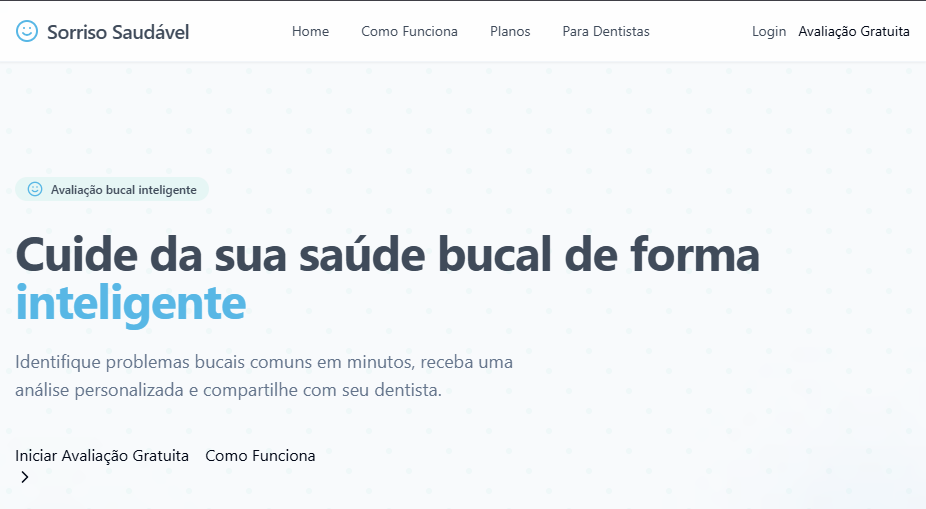 Sorriso Saudável
Home
Como Funciona
Planos
Para Dentistas
Login
Avaliação Gratuita
Avaliação bucal inteligente
Cuide da sua saúde bucal de forma
inteligente
Identifique problemas bucais comuns em minutos, receba uma
análise personalizada e compartilhe com seu dentista.
Iniciar Avaliação Gratuita
Como Funciona